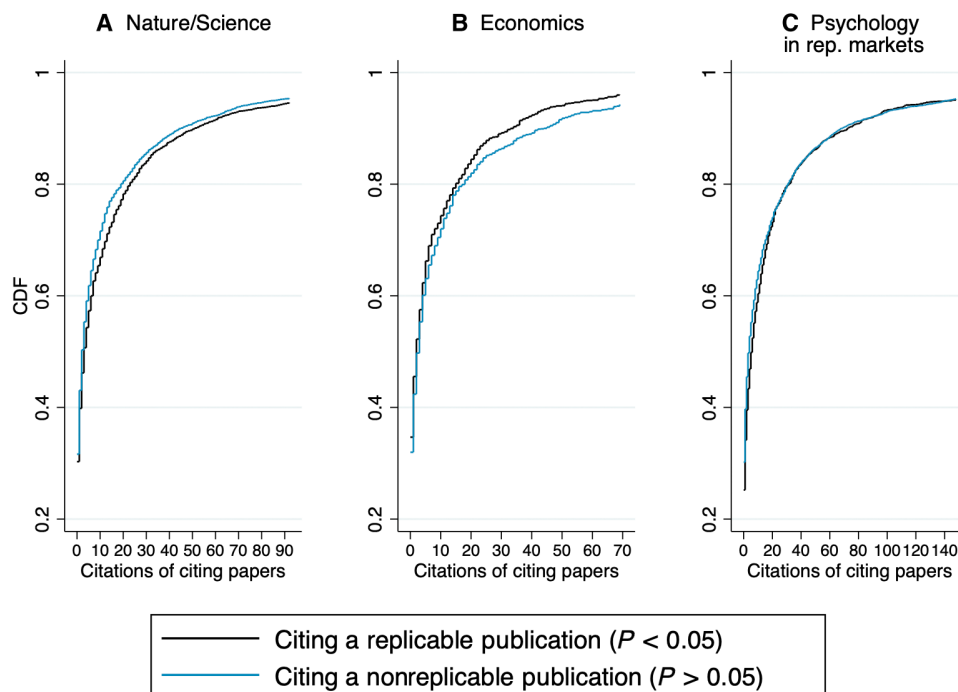 A Nature/Science
B Economics
C Psychology
in rep. markets
CDF
1
0.8
0.6
0.4
0.2
0 10 20 30 40 50 60 70 80 90
Citations of citing papers
1
0.8
0.6
0.4
0.2
0 10 20 30 40 50 60 70
Citations of citing papers
1
0.8
0.6
0.4
0.2
0 20 40 60 80 100 120 140
Citations of citing papers
Citing a replicable publication (P < 0.05)
Citing a nonreplicable publication (P > 0.05)